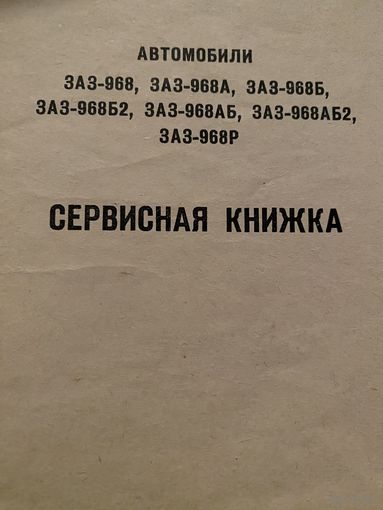 АВТОМОБИЛИ
ЗАЗ-968, ЗАЗ-968А, ЗАЗ-968Б,
ЗАЗ-968Б2, ЗАЗ-968АБ, ЗАЗ-968АБ2,
ЗАЗ-968Р
СЕРВИСНАЯ КНИЖКА